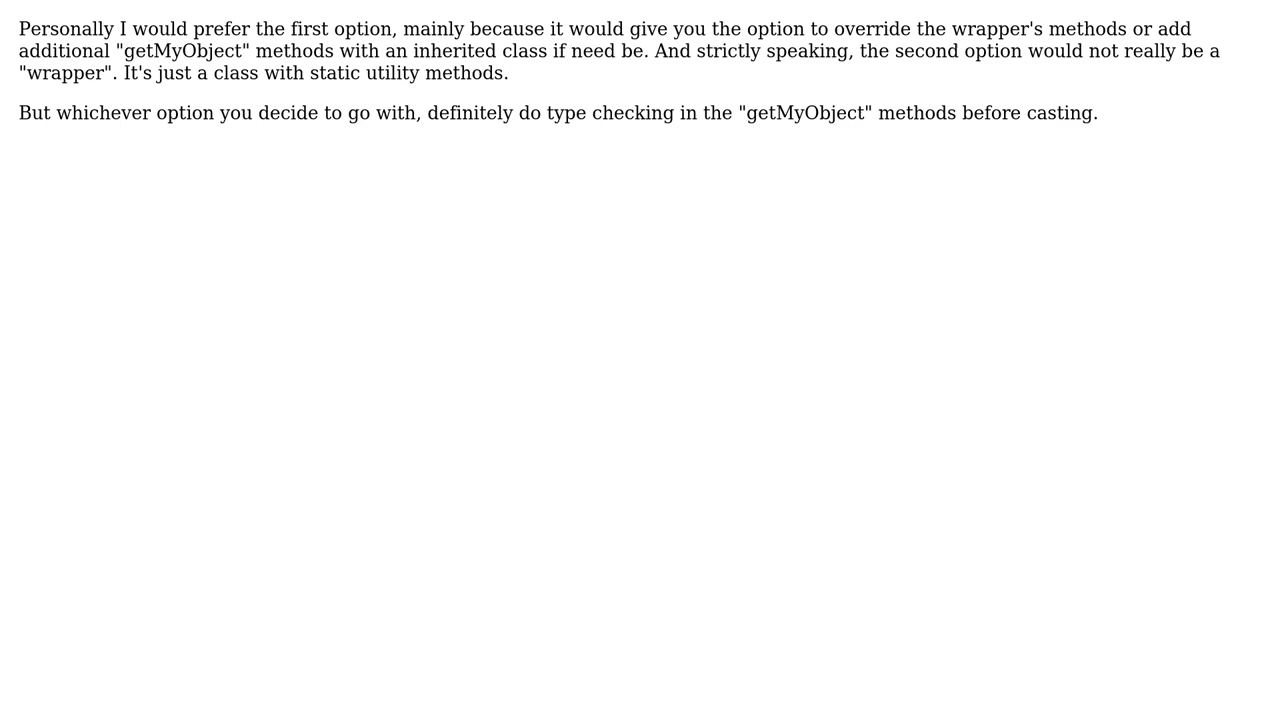 Personally I would prefer the first option, mainly because it would give you the option to override the wrapper's methods or add
additional "getMyObject" methods with an inherited class if need be. And strictly speaking, the second option would not really be a
"wrapper". It's just a class with static utility methods.
But whichever option you decide to go with, definitely do type checking in the "getMyObject" methods before casting.